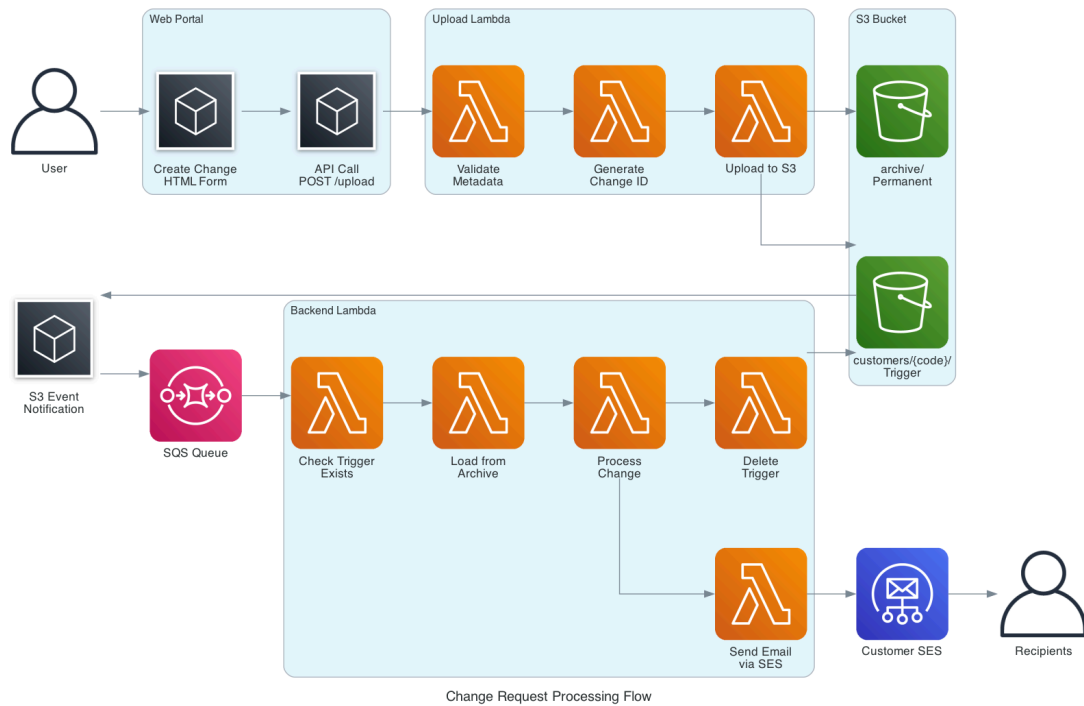 Web Portal
Upload Lambda
S3 Bucket
User
Create Change
HTML Form
API Call
POST /upload
Validate
Metadata
Generate
Change ID
Upload to S3
archive/
Permanent
Backend Lambda
customers/{code}/
Trigger
S3 Event
Notification
SQS Queue
Check Trigger
Exists
Load from
Archive
Process
Change
Delete
Trigger
Send Email
via SES
Customer SES
Recipients
Change Request Processing Flow